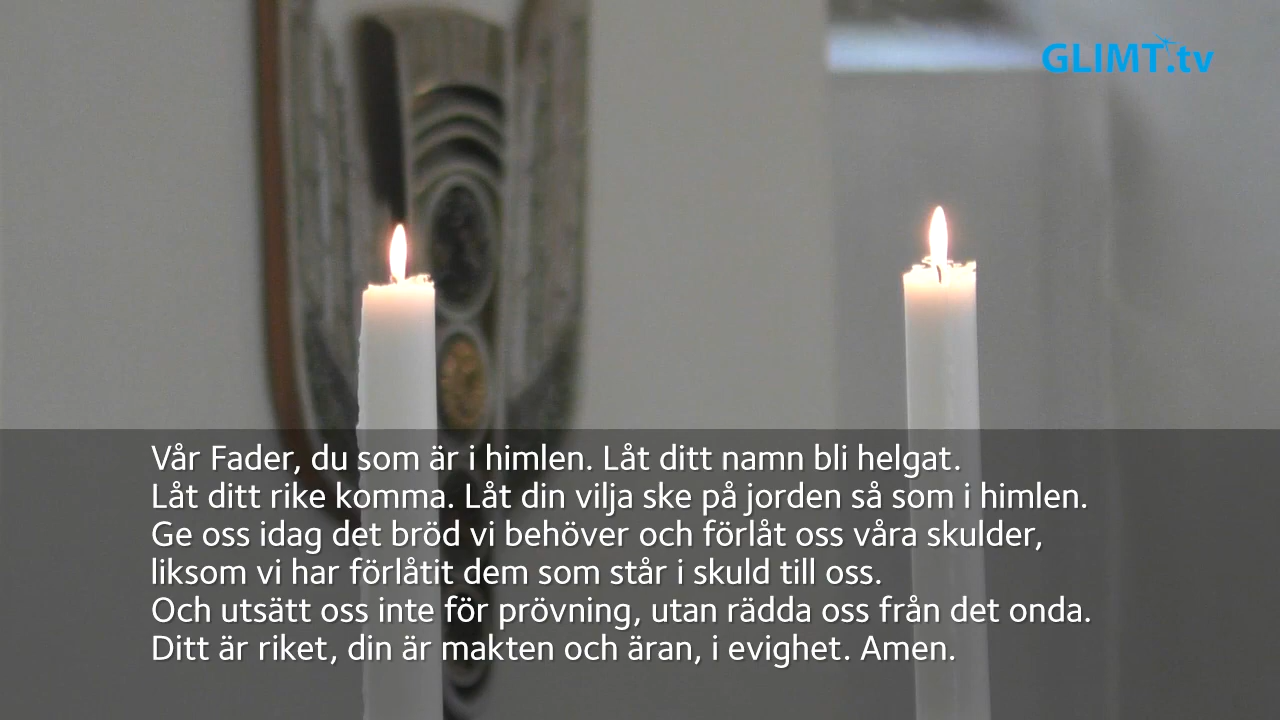 GLIMT.tv
Vår Fader, du som är i himlen. Låt ditt namn bli helgat.
Låt ditt rike komma. Låt din vilja ske på jorden så som i himlen.
Ge oss idag det bröd vi behöver och förlåt oss våra skulder,
liksom vi har förlåtit dem som står i skuld till oss.
Och utsätt oss inte för prövning, utan rädda oss från det onda.
Ditt är riket, din är makten och äran, i evighet. Amen.